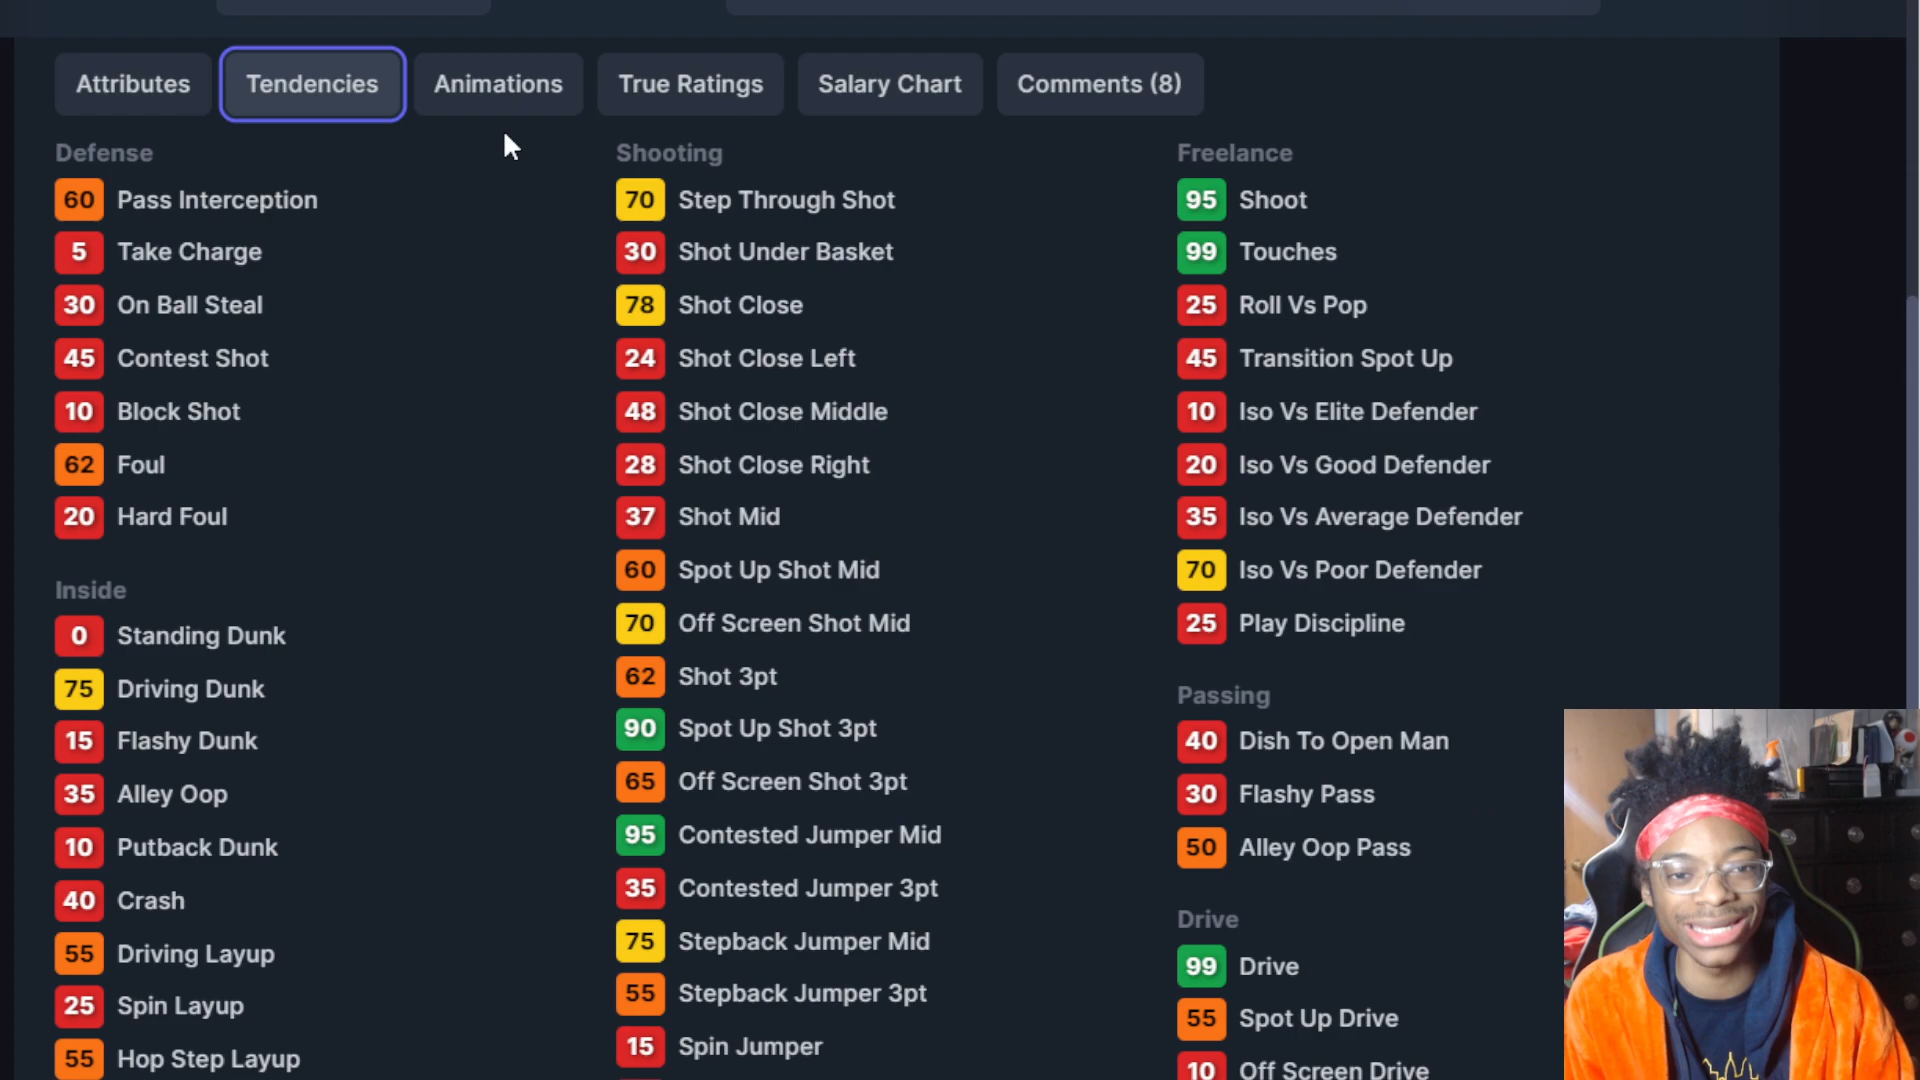 Attributes
Tendencies
Animations
True Ratings
Salary Chart
Comments (8)
Defense
60 Pass Interception
5 Take Charge
30 On Ball Steal
45 Contest Shot
10 Block Shot
62 Foul
20 Hard Foul
Inside
0 Standing Dunk
75 Driving Dunk
15 Flashy Dunk
35 Alley Oop
10 Putback Dunk
40 Crash
55 Driving Layup
25 Spin Layup
55 Hop Step Layup
Shooting
70 Step Through Shot
30 Shot Under Basket
78 Shot Close
24 Shot Close Left
48 Shot Close Middle
28 Shot Close Right
37 Shot Mid
60 Spot Up Shot Mid
70 Off Screen Shot Mid
62 Shot 3pt
90 Spot Up Shot 3pt
65 Off Screen Shot 3pt
95 Contested Jumper Mid
35 Contested Jumper 3pt
75 Stepback Jumper Mid
55 Stepback Jumper 3pt
15 Spin Jumper
Freelance
95 Shoot
99 Touches
25 Roll Vs Pop
45 Transition Spot Up
10 Iso Vs Elite Defender
20 Iso Vs Good Defender
35 Iso Vs Average Defender
70 Iso Vs Poor Defender
25 Play Discipline
Passing
40 Dish To Open Man
30 Flashy Pass
50 Alley Oop Pass
Drive
99 Drive
55 Spot Up Drive
10 Off Screen Drive